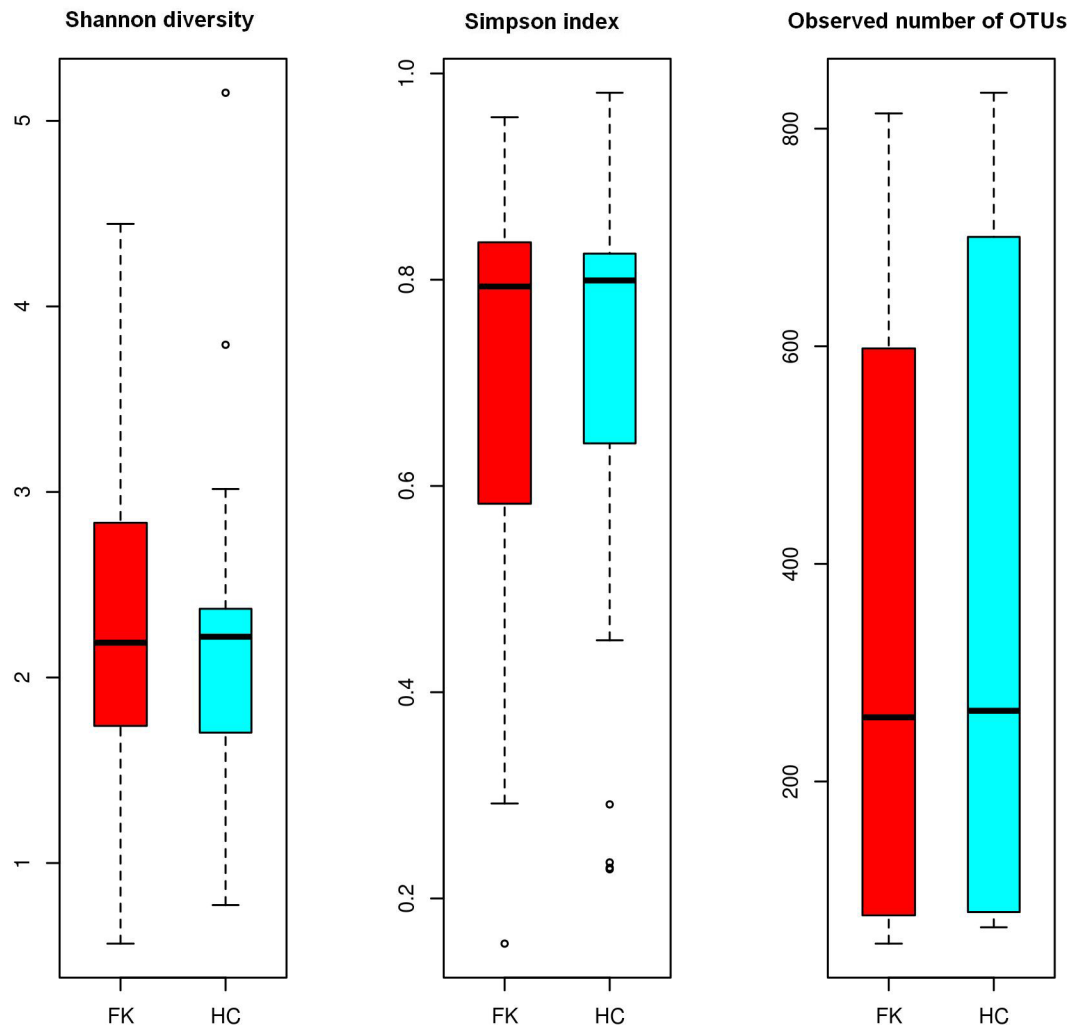 Shannon diversity
Simpson index
Observed number of OTUs
5
4
3
2
1
FK HC
1.0
0.8
0.6
0.4
0.2
FK HC
800
600
400
200
FK HC